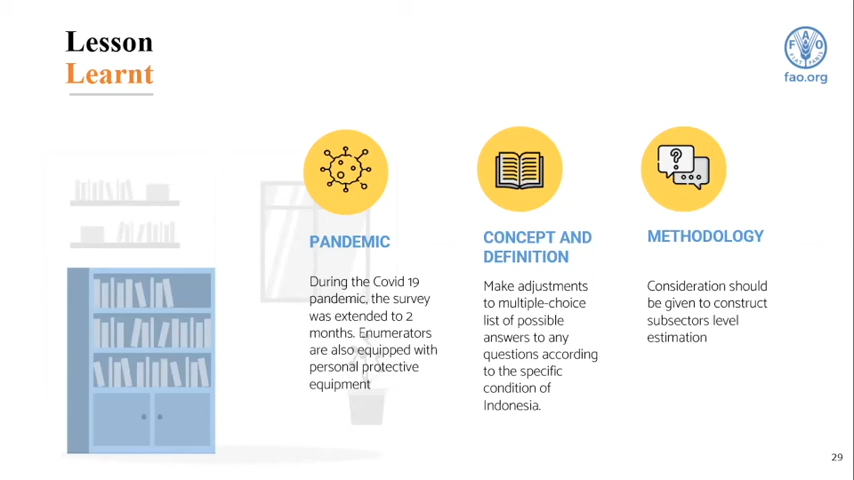 Lesson
Learnt
FAO
FIAT PANIS
fao.org
PANDEMIC
During the Covid 19
pandemic, the survey
was extended to 2
months. Enumerators
are also equipped with
personal protective
equipment
CONCEPT AND
DEFINITION
Make adjustments
to multiple-choice
list of possible
answers to any
questions according
to the specific
condition of
Indonesia.
METHODOLOGY
Consideration should
be given to construct
subsectors level
estimation
29